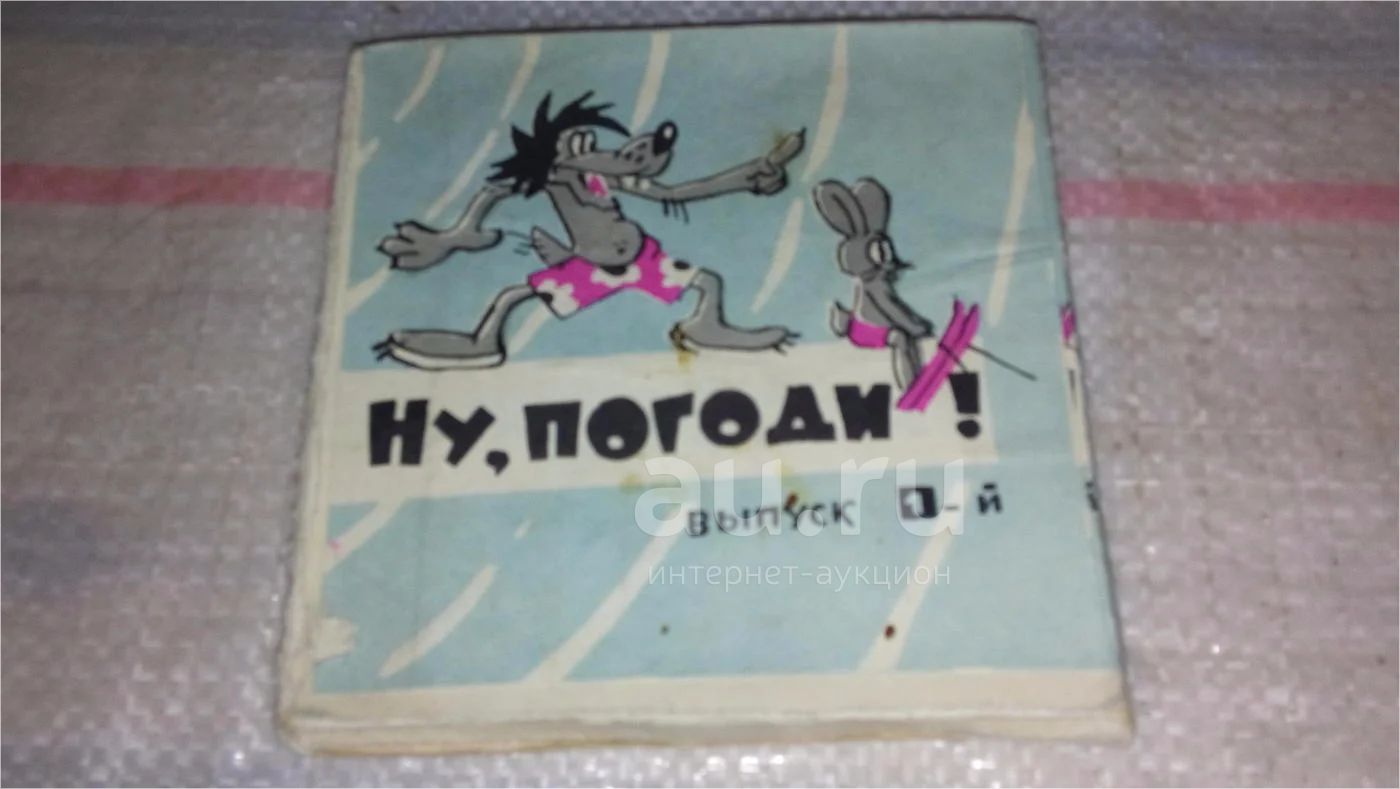 Ну, погоди!
au.ru
выпуск 1-й
интернет-аукцион